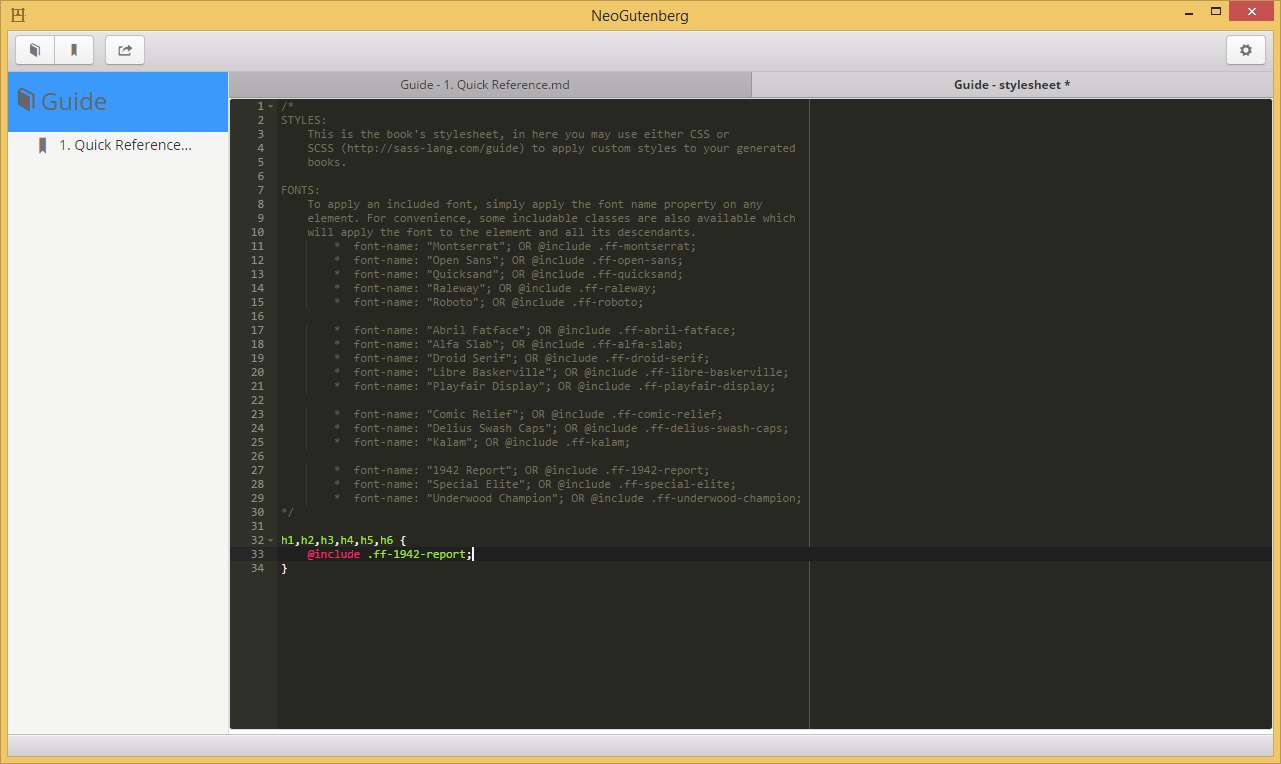 NeoGutenberg
Guide
1. Quick Reference...
Guide - 1. Quick Reference.md
Guide - stylesheet *
1 /*
2 STYLES:
3 This is the book's stylesheet, in here you may use either CSS or
4 SCSS (http://sass-lang.com/guide) to apply custom styles to your generated
5 books.
6
7 FONTS:
8 To apply an included font, simply apply the font name property on any
9 element. For convenience, some includable classes are also available which
10 will apply the font to the element and all its descendants.
11 * font-name: "Montserrat"; OR @include .ff-montserrat;
12 * font-name: "Open Sans"; OR @include .ff-open-sans;
13 * font-name: "Quicksand"; OR @include .ff-quicksand;
14 * font-name: "Raleway"; OR @include .ff-raleway;
15 * font-name: "Roboto"; OR @include .ff-roboto;
16
17 * font-name: "Abril Fatface"; OR @include .ff-abril-fatface;
18 * font-name: "Alfa Slab"; OR @include .ff-alfa-slab;
19 * font-name: "Droid Serif"; OR @include .ff-droid-serif;
20 * font-name: "Libre Baskerville"; OR @include .ff-libre-baskerville;
21 * font-name: "Playfair Display"; OR @include .ff-playfair-display;
22
23 * font-name: "Comic Relief"; OR @include .ff-comic-relief;
24 * font-name: "Delius Swash Caps"; OR @include .ff-delius-swash-caps;
25 * font-name: "Kalam"; OR @include .ff-kalam;
26
27 * font-name: "1942 Report"; OR @include .ff-1942-report;
28 * font-name: "Special Elite"; OR @include .ff-special-elite;
29 * font-name: "Underwood Champion"; OR @include .ff-underwood-champion;
30 */
31
32 h1,h2,h3,h4,h5,h6 {
33 @include .ff-1942-report;
34 }